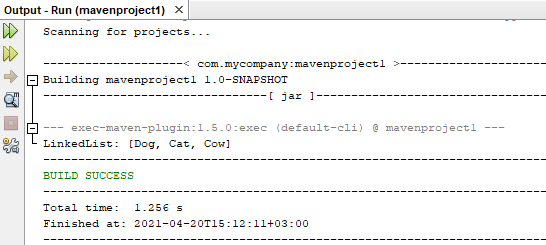 Output - Run (mavenproject1) ×
Scanning for projects...
------------------------< com.mycompany:mavenproject1 >------------------------
Building mavenproject1 1.0-SNAPSHOT
--------------------------------[ jar ]---------------------------------
--- exec-maven-plugin:1.5.0:exec (default-cli) @ mavenproject1 ---
LinkedList: [Dog, Cat, Cow]
------------------------------------------------------------------------
BUILD SUCCESS
------------------------------------------------------------------------
Total time:  1.256 s
Finished at: 2021-04-20T15:12:11+03:00
------------------------------------------------------------------------